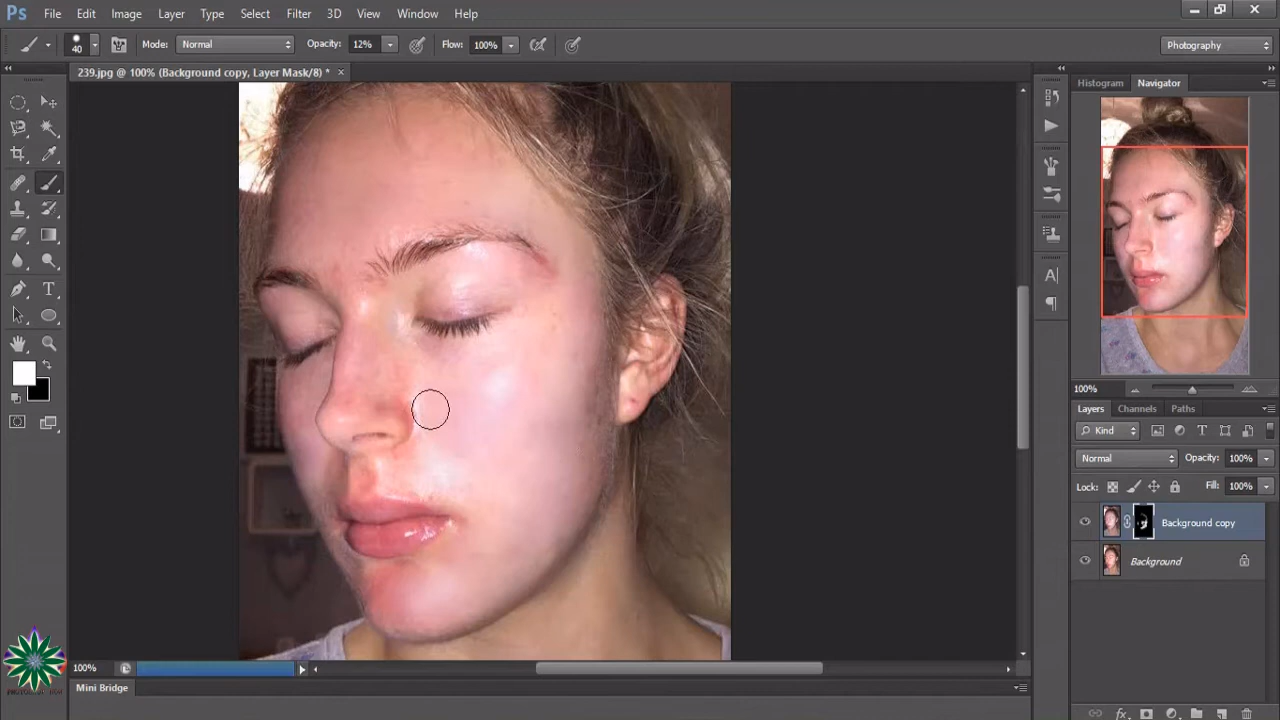 Ps File Edit Image Layer Type Select Filter 3D View Window Help
40 Mode: Normal Opacity: 12% Flow: 100% Photography
239.jpg @ 100% (Background copy, Layer Mask/8) * ×
Histogram Navigator
100%
Layers Channels Paths
Kind
Normal Opacity: 100%
Lock: Fill: 100%
Background copy
Background
100%
Mini Bridge